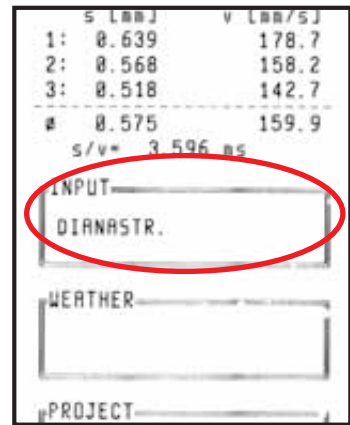 s [mm] v [mm/s]
1: 0.639 178.7
2: 0.568 158.2
3: 0.518 142.7
ø 0.575 159.9
s/v= 3.596 ms
INPUT
DIANASTR.
WEATHER
PROJECT